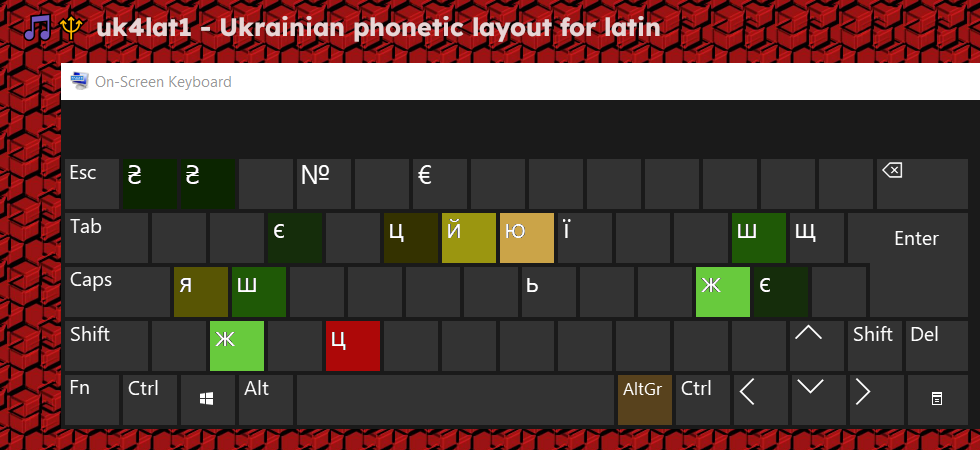 uk4lat1 - Ukrainian phonetic layout for latin
On-Screen Keyboard
Esc ₴ ₴ № €
Tab є ц й ю ї ш щ Enter
Caps я ш ь ж є
Shift ж ц Shift Del
Fn Ctrl Alt AltGr Ctrl